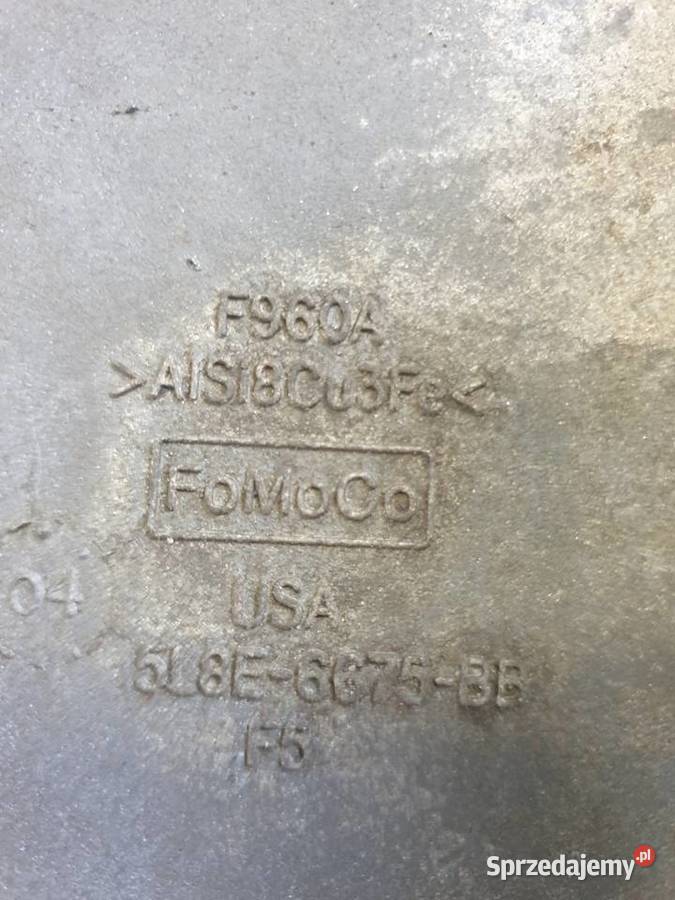 F960A
>AlSi8Cu3Fe<
FoMoCo
04
USA
5L8E-6675-BB
F5
Sprzedajemy.pl